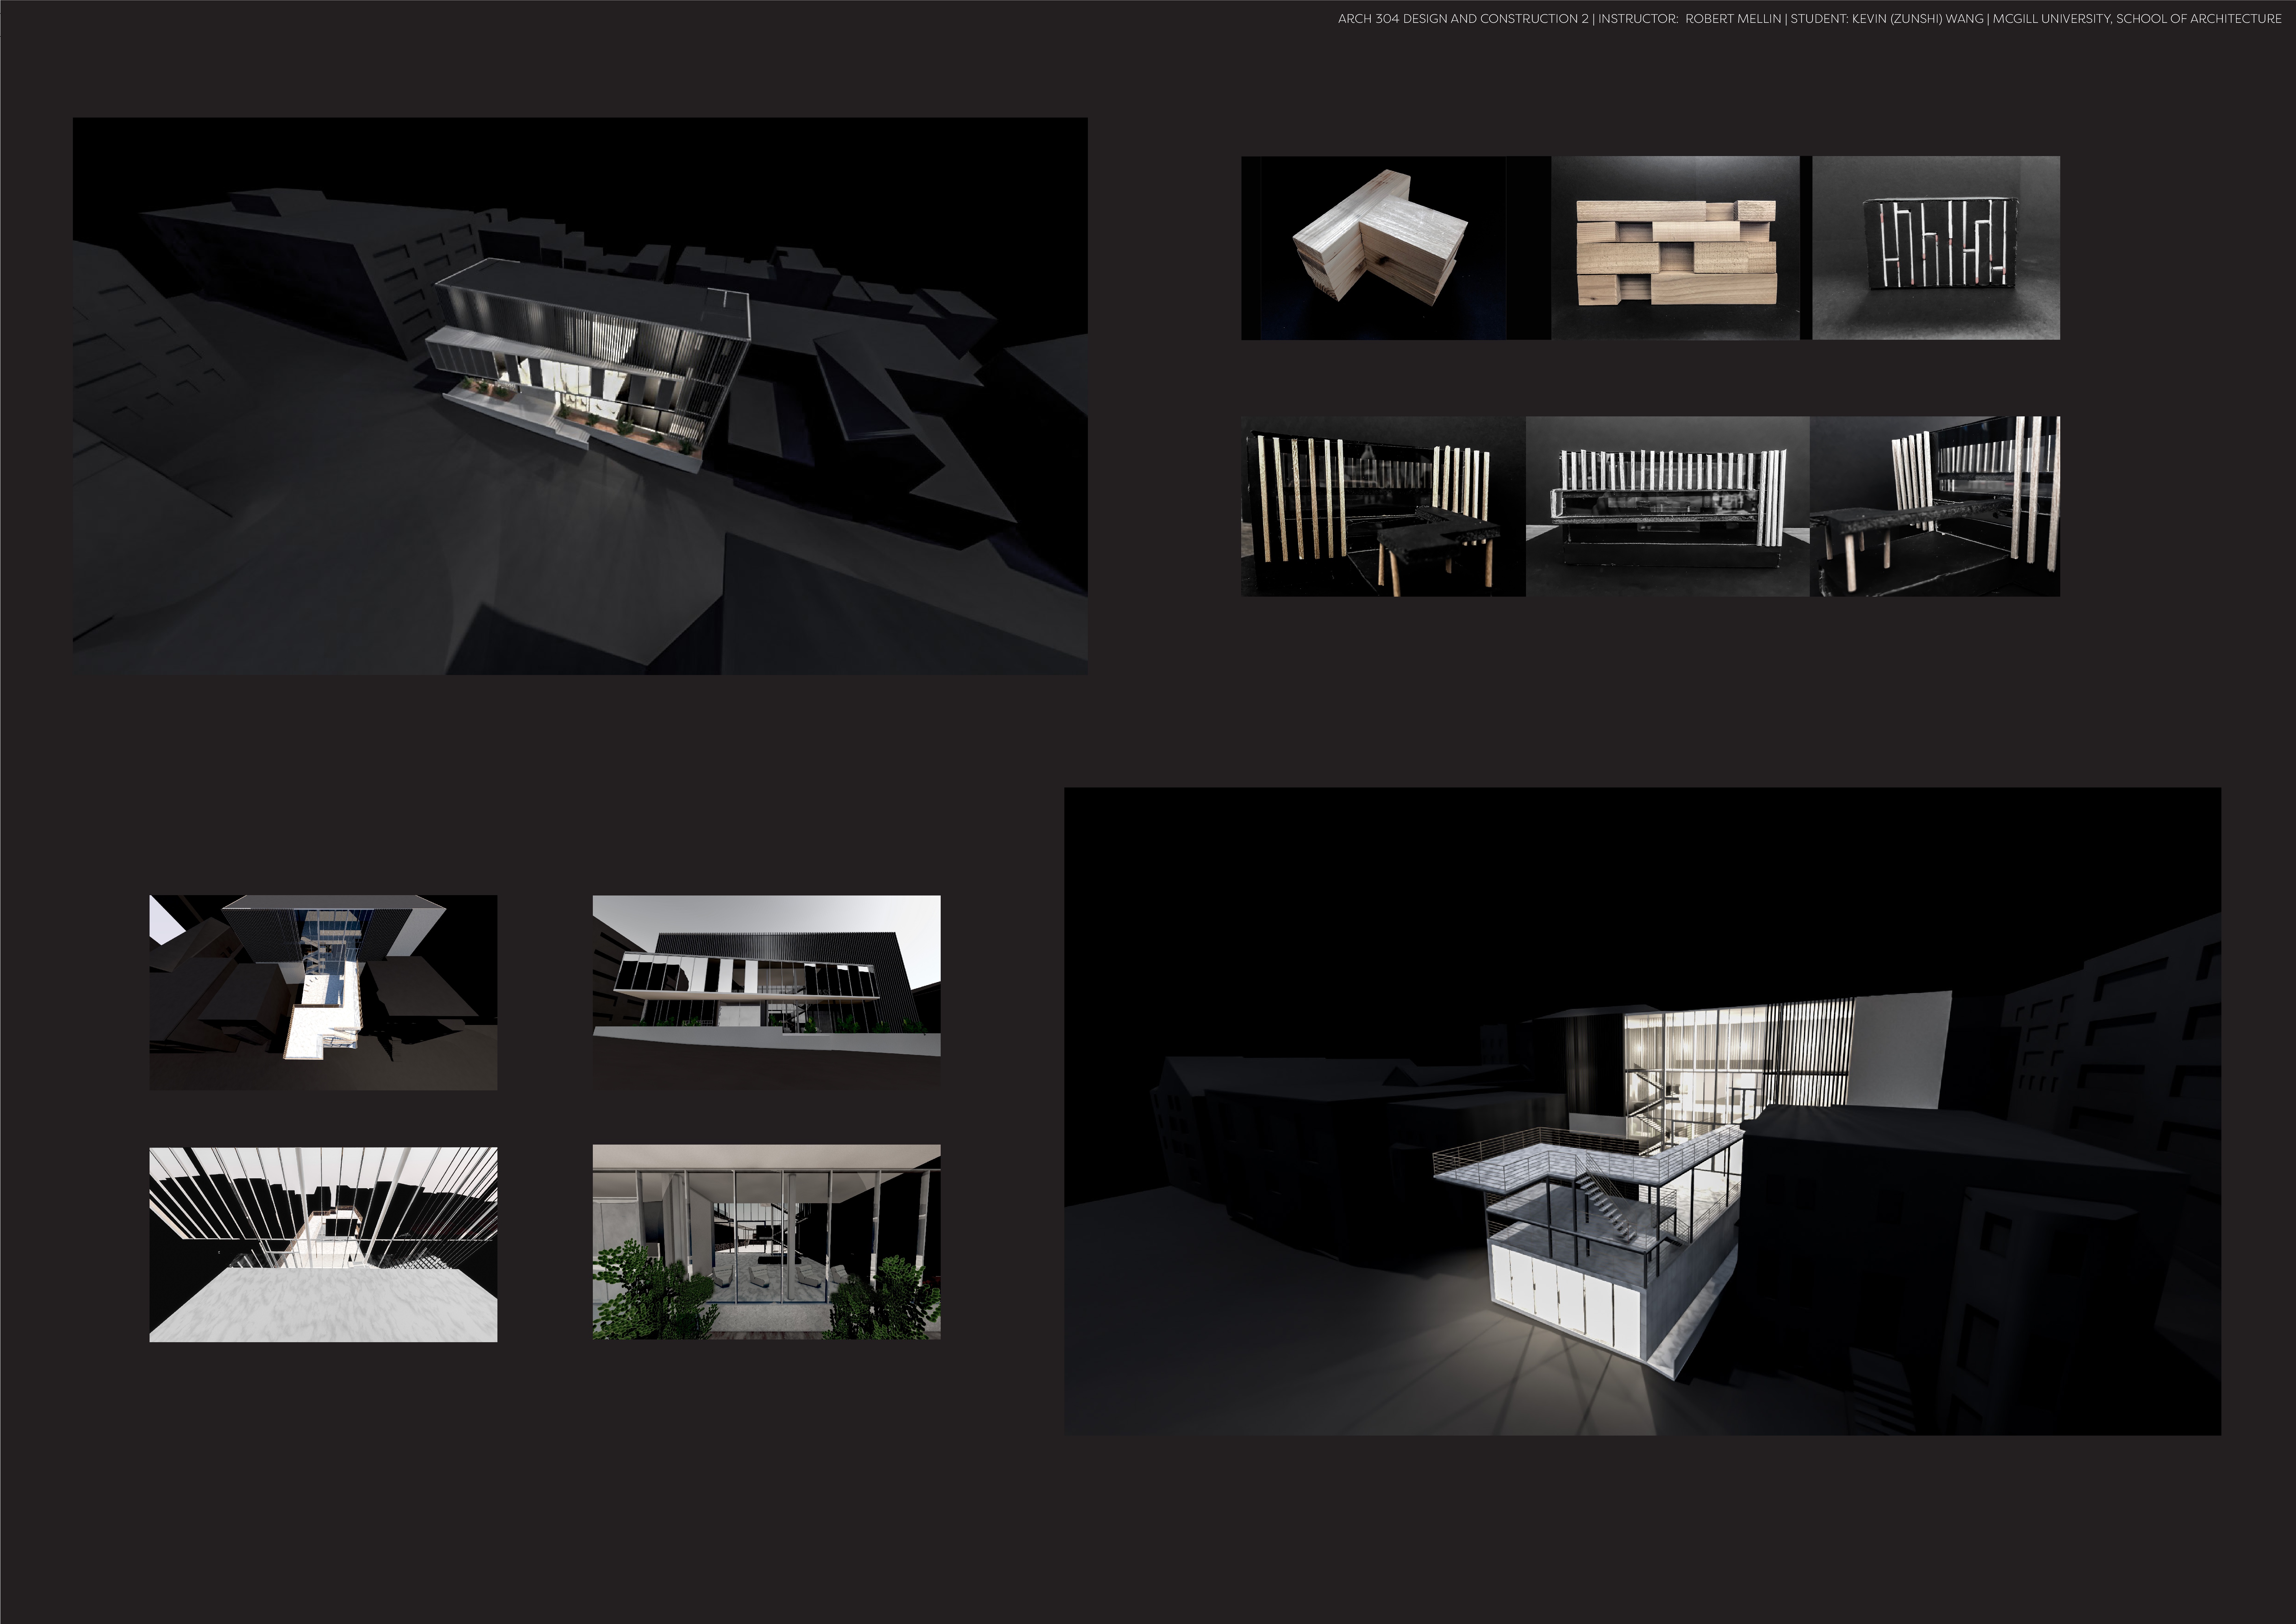 ARCH 304 DESIGN AND CONSTRUCTION 2 | INSTRUCTOR:  ROBERT MELLIN | STUDENT: KEVIN (ZUNSHI) WANG | MCGILL UNIVERSITY, SCHOOL OF ARCHITECTURE